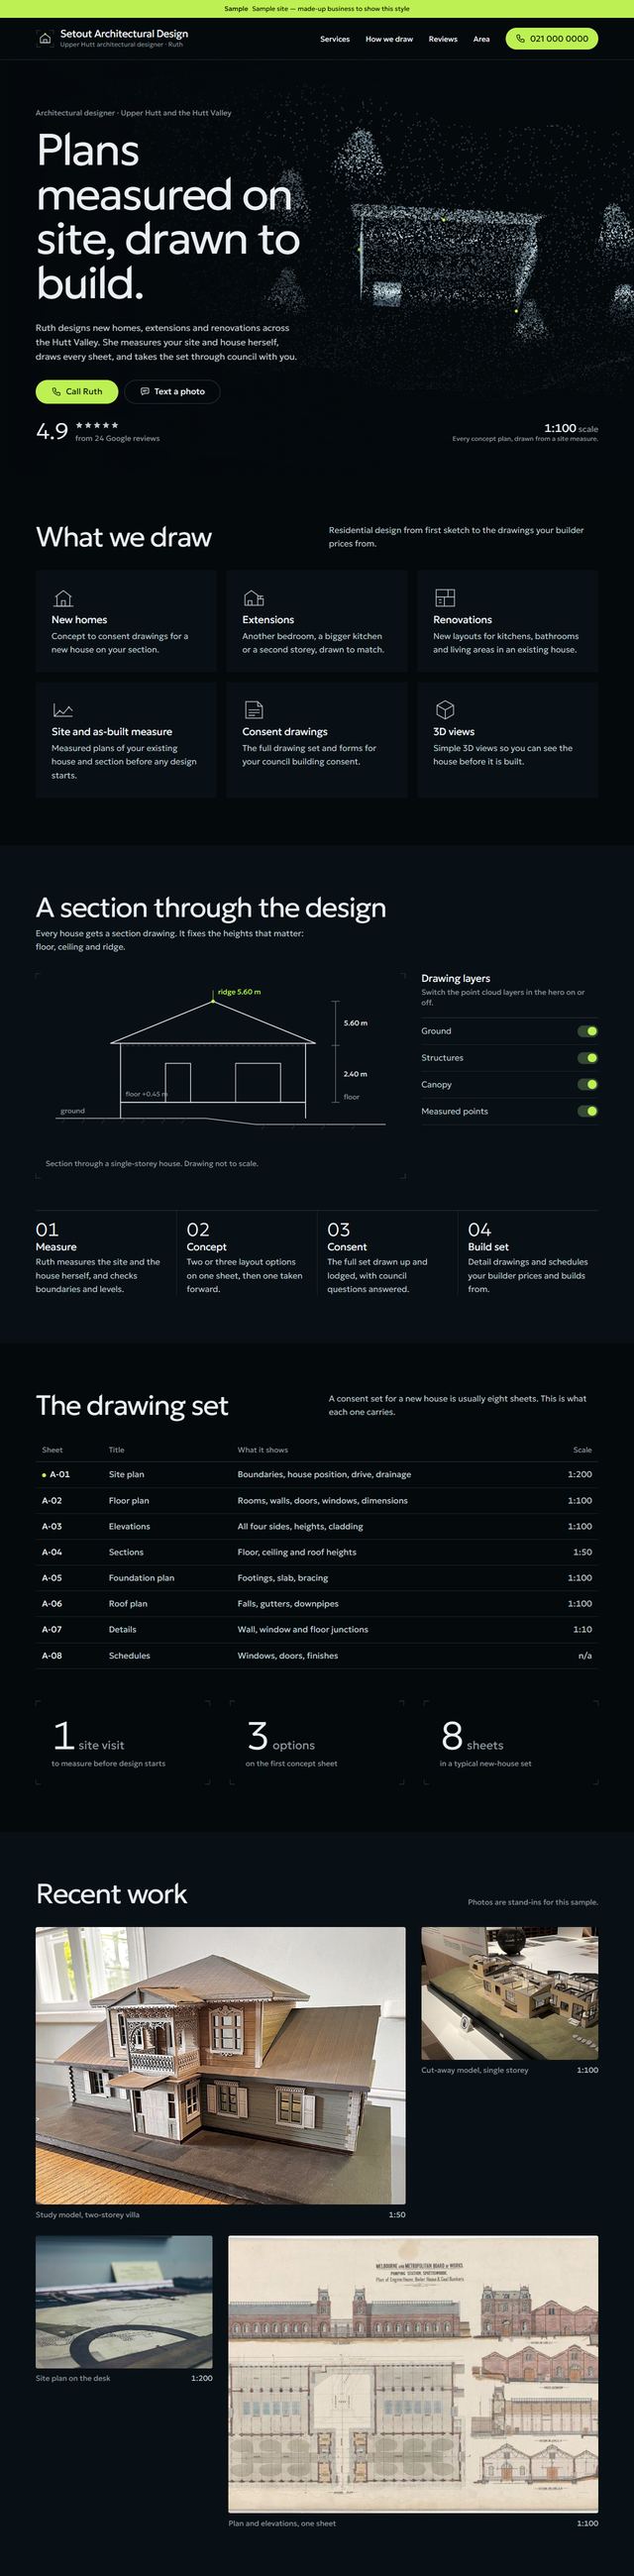 Sample Sample site — made-up business to show this style
Setout Architectural Design
Upper Hutt architectural designer · Ruth
Services
How we draw
Reviews
Area
021 000 0000
Architectural designer · Upper Hutt and the Hutt Valley
Plans
measured on
site, drawn to
build.
Ruth designs new homes, extensions and renovations across
the Hutt Valley. She measures your site and house herself,
draws every sheet, and takes the set through council with you.
Call Ruth
Text a photo
4.9
from 24 Google reviews
1:100 scale
Every concept plan, drawn from a site measure.
What we draw
Residential design from first sketch to the drawings your builder
prices from.
New homes
Concept to consent drawings for a
new house on your section.
Extensions
Another bedroom, a bigger kitchen
or a second storey, drawn to match.
Renovations
New layouts for kitchens, bathrooms
and living areas in an existing house.
Site and as-built measure
Measured plans of your existing
house and section before any design
starts.
Consent drawings
The full drawing set and forms for
your council building consent.
3D views
Simple 3D views so you can see the
house before it is built.
A section through the design
Every house gets a section drawing. It fixes the heights that matter:
floor, ceiling and ridge.
ridge 5.60 m
5.60 m
2.40 m
floor +0.45 m
floor
ground
Section through a single-storey house. Drawing not to scale.
Drawing layers
Switch the point cloud layers in the hero on or
off.
Ground
Structures
Canopy
Measured points
01
Measure
Ruth measures the site and the
house herself, and checks
boundaries and levels.
02
Concept
Two or three layout options
on one sheet, then one taken
forward.
03
Consent
The full set drawn up and
lodged, with council
questions answered.
04
Build set
Detail drawings and schedules
your builder prices and builds
from.
The drawing set
A consent set for a new house is usually eight sheets. This is what
each one carries.
Sheet Title What it shows Scale
A-01 Site plan Boundaries, house position, drive, drainage 1:200
A-02 Floor plan Rooms, walls, doors, windows, dimensions 1:100
A-03 Elevations All four sides, heights, cladding 1:100
A-04 Sections Floor, ceiling and roof heights 1:50
A-05 Foundation plan Footings, slab, bracing 1:100
A-06 Roof plan Falls, gutters, downpipes 1:100
A-07 Details Wall, window and floor junctions 1:10
A-08 Schedules Windows, doors, finishes n/a
1 site visit
to measure before design starts
3 options
on the first concept sheet
8 sheets
in a typical new-house set
Recent work
Photos are stand-ins for this sample.
Cut-away model, single storey 1:100
Study model, two-storey villa 1:50
MELBOURNE AND METROPOLITAN BOARD OF WORKS.
PUMPING STATION, SPOTTISWOODE.
Plan of Engine House, Boiler House & Coal Bunkers
Site plan on the desk 1:200
Plan and elevations, one sheet 1:100